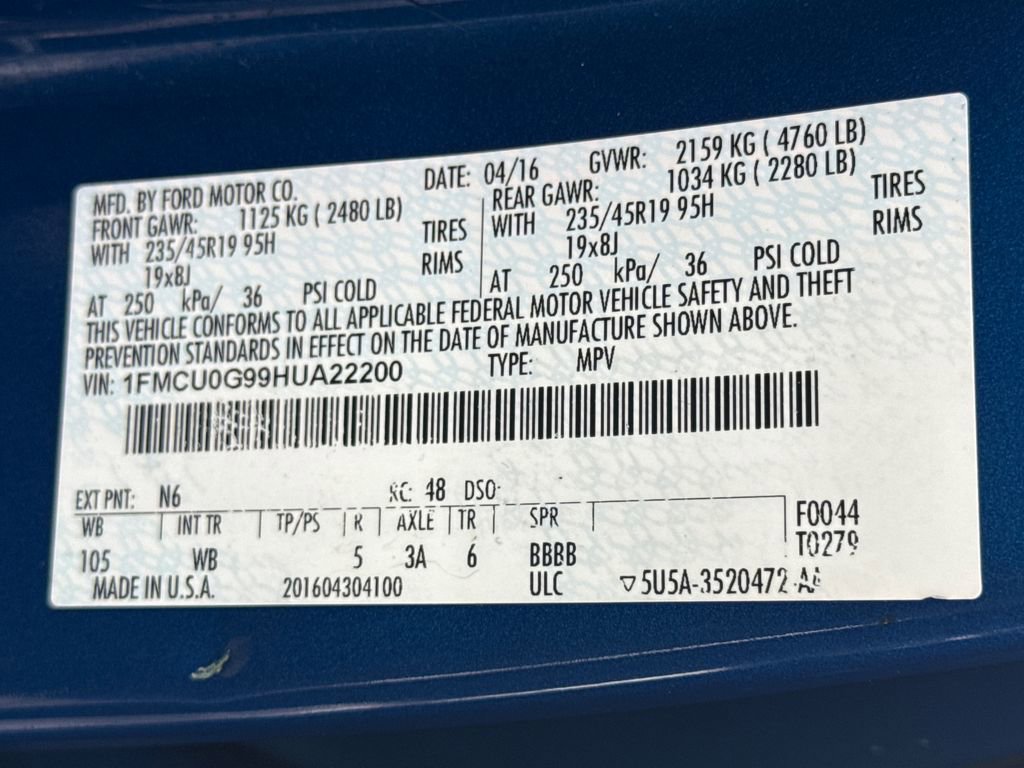 MFD. BY FORD MOTOR CO. DATE: 04/16 GVWR: 2159 KG ( 4760 LB)
FRONT GAWR: 1125 KG ( 2480 LB)
WITH 235/45R19 95H TIRES
19x8J RIMS
AT 250 kPa/ 36 PSI COLD
REAR GAWR: 1034 KG ( 2280 LB)
WITH 235/45R19 95H TIRES
19x8J RIMS
AT 250 kPa/ 36 PSI COLD
THIS VEHICLE CONFORMS TO ALL APPLICABLE FEDERAL MOTOR VEHICLE SAFETY AND THEFT
PREVENTION STANDARDS IN EFFECT ON THE DATE OF MANUFACTURE SHOWN ABOVE.
VIN: 1FMCU0G99HUA22200 TYPE: MPV
EXT PNT: N6 RC: 48 DSO:
WB INT TR TP/PS R AXLE TR SPR F0044
105 WB 5 3A 6 BBBB T0279
MADE IN U.S.A. 201604304100 ULC ▽5U5A-3520472-